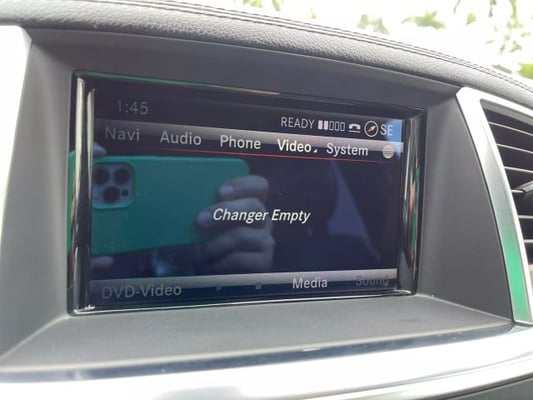 1:45
READY SE
Navi Audio Phone Video System
Changer Empty
DVD-Video Media Sound